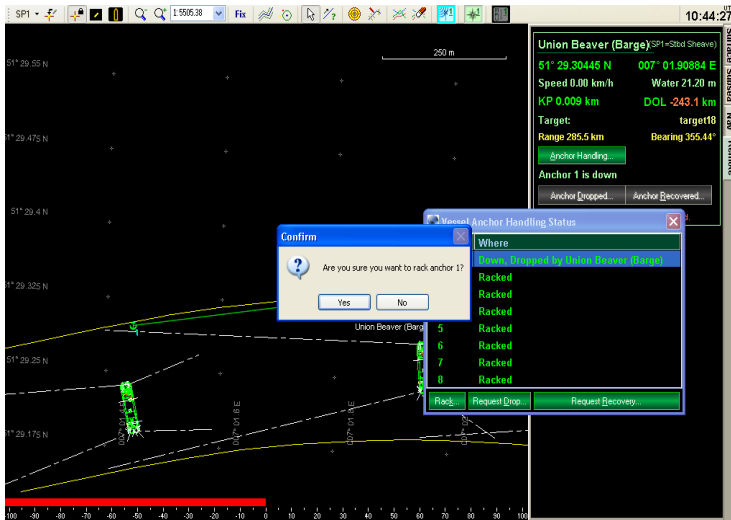 SP1
Fix
1:5505.38
10:44:27
250 m
51° 29.55 N
51° 29.475 N
51° 29.4 N
51° 29.325 N
51° 29.25 N
51° 29.175 N
Union Beaver (Barge) (SP1=Stbd Sheave)
51° 29.30445 N 007° 01.90884 E
Speed 0.00 km/h Water 21.20 m
KP 0.009 km DOL -243.1 km
Target: target18
Range 285.5 km Bearing 355.44°
Anchor Handling...
Anchor 1 is down
Anchor Dropped... Anchor Recovered...
Surface
Subsea
Nav
Vessel Anchor Handling Status
Where
Down, Dropped by Union Beaver (Barge)
Racked
Racked
Racked
5 Racked
6 Racked
7 Racked
8 Racked
Rack... Request Drop... Request Recovery...
Confirm
Are you sure you want to rack anchor 1?
Yes No
Union Beaver (Barg
007° 01.6 E
-100 -90 -80 -70 -60 -50 -40 -30 -20 -10 0 10 20 30 40 50 60 70 80 90 100